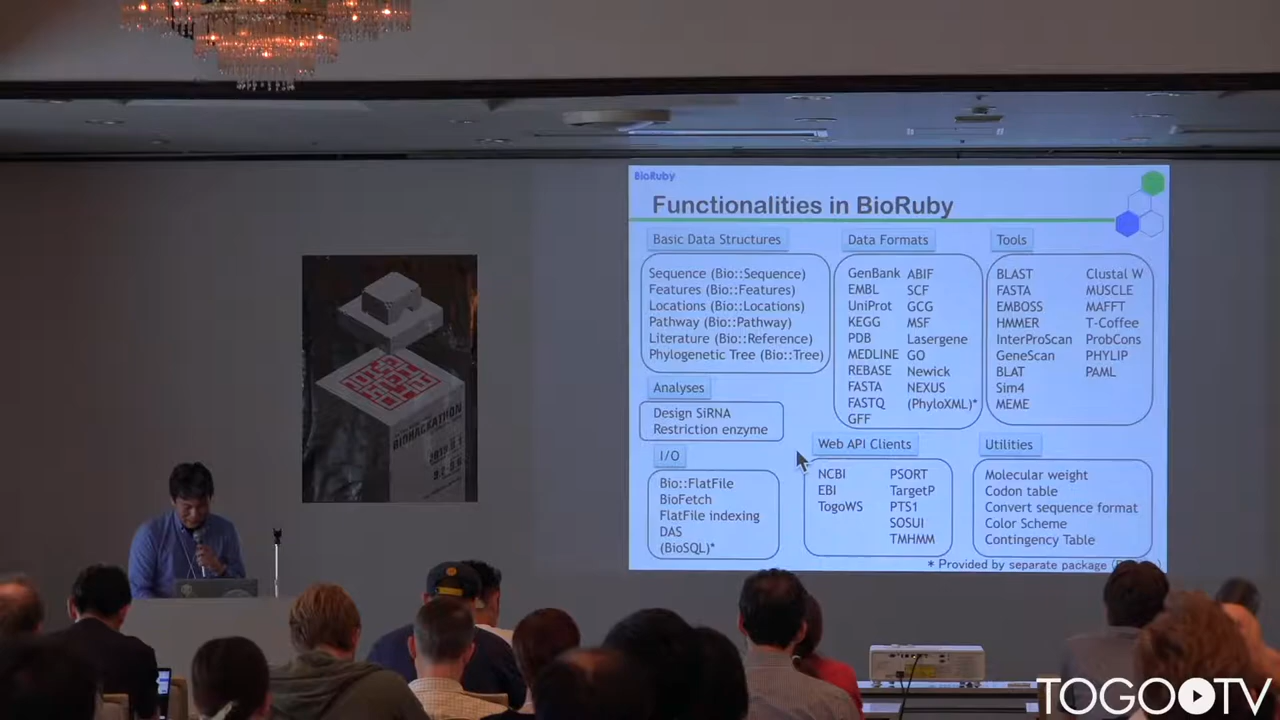 BioRuby
Functionalities in BioRuby
Basic Data Structures
Sequence (Bio::Sequence)
Features (Bio::Features)
Locations (Bio::Locations)
Pathway (Bio::Pathway)
Literature (Bio::Reference)
Phylogenetic Tree (Bio::Tree)
Analyses
Design SiRNA
Restriction enzyme
I/O
Bio::FlatFile
BioFetch
FlatFile indexing
DAS
(BioSQL)*
Data Formats
GenBank ABIF
EMBL SCF
UniProt GCG
KEGG MSF
PDB Lasergene
MEDLINE GO
REBASE Newick
FASTA NEXUS
FASTQ (PhyloXML)*
GFF
Tools
BLAST Clustal W
FASTA MUSCLE
EMBOSS MAFFT
HMMER T-Coffee
InterProScan ProbCons
GeneScan PHYLIP
BLAT PAML
Sim4
MEME
Web API Clients
NCBI PSORT
EBI TargetP
TogoWS PTS1
SOSUI
TMHMM
Utilities
Molecular weight
Codon table
Convert sequence format
Color Scheme
Contingency Table
* Provided by separate package
BIOHACKATHON
TOGO TV